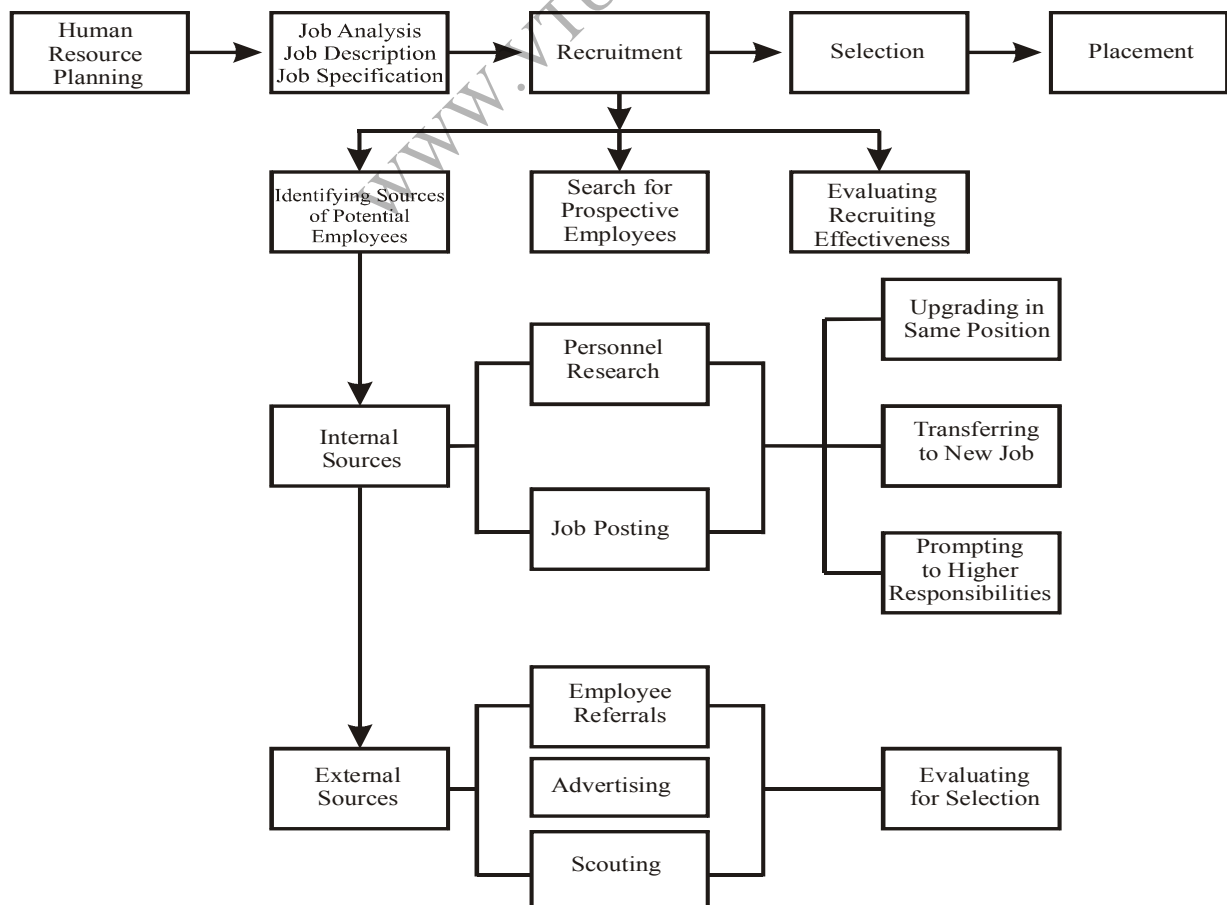 Human
Resource
Planning
Job Analysis
Job Description
Job Specification
Recruitment
Selection
Placement
Identifying Sources
of Potential
Employees
Search for
Prospective
Employees
Evaluating
Recruiting
Effectiveness
Internal
Sources
Personnel
Research
Job Posting
Upgrading in
Same Position
Transferring
to New Job
Prompting
to Higher
Responsibilities
External
Sources
Employee
Referrals
Advertising
Scouting
Evaluating
for Selection